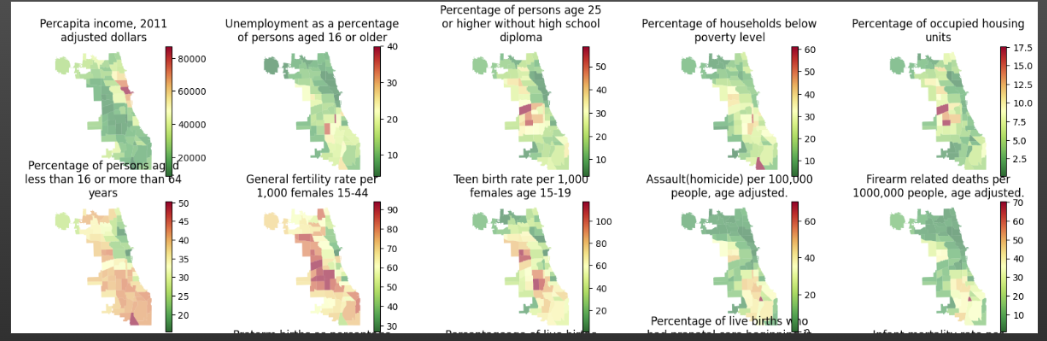 Percapita income, 2011
adjusted dollars
80000
60000
40000
20000
Unemployment as a percentage
of persons aged 16 or older
40
30
20
10
Percentage of persons age 25
or higher without high school
diploma
50
40
30
20
10
Percentage of households below
poverty level
60
50
40
30
20
10
Percentage of occupied housing
units
17.5
15.0
12.5
10.0
7.5
5.0
2.5
Percentage of persons aged
less than 16 or more than 64
years
50
45
40
35
30
25
20
General fertility rate per
1,000 females 15-44
90
80
70
60
50
40
30
Teen birth rate per 1,000
females age 15-19
100
80
60
40
20
Assault(homicide) per 100,000
people, age adjusted.
60
40
20
Firearm related deaths per
1000,000 people, age adjusted.
70
60
50
40
30
20
10
Percentage of live births who